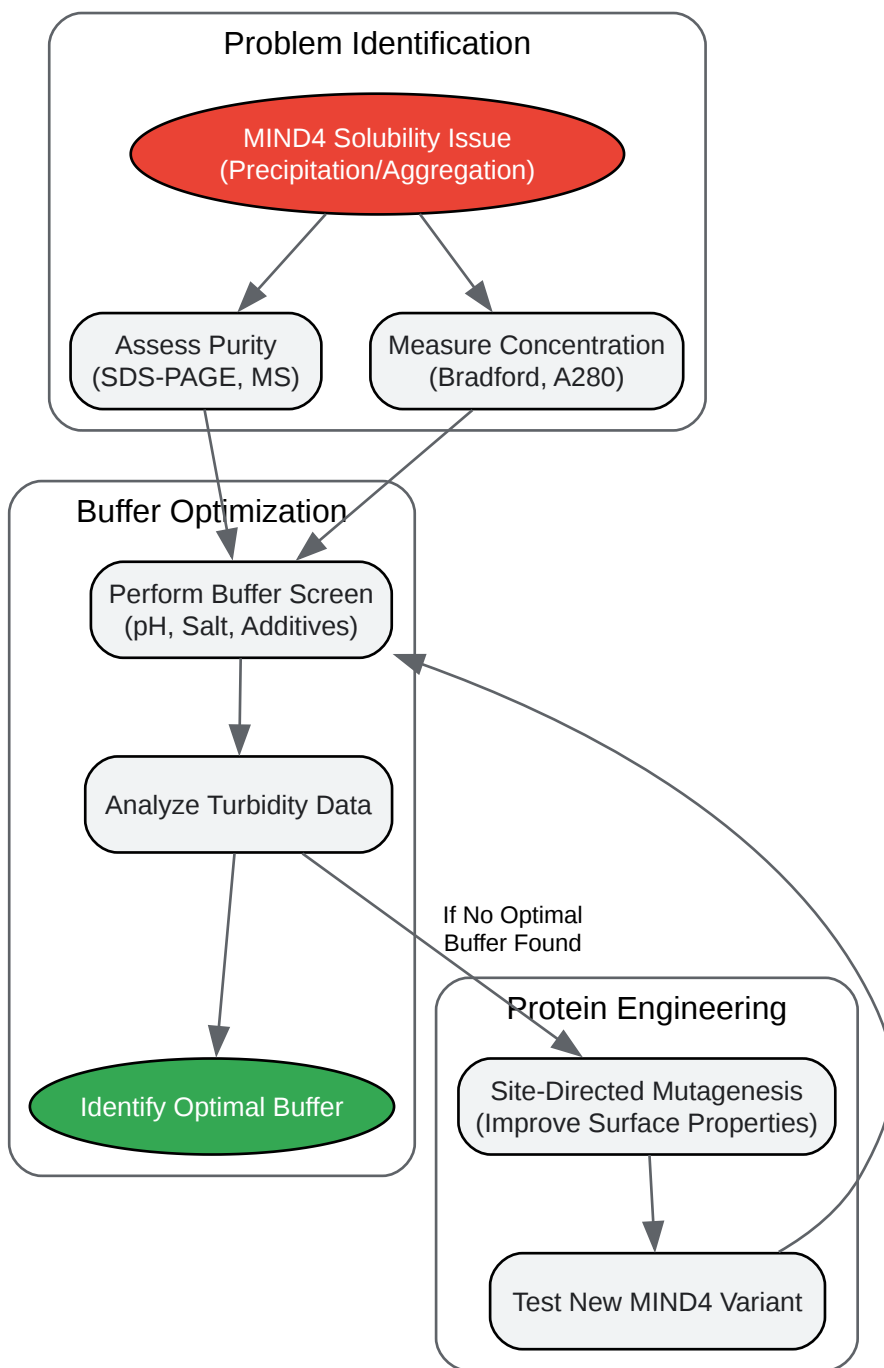 Problem Identification
MIND4 Solubility Issue
(Precipitation/Aggregation)
Assess Purity
(SDS-PAGE, MS)
Measure Concentration
(Bradford, A280)
Buffer Optimization
Perform Buffer Screen
(pH, Salt, Additives)
Analyze Turbidity Data
If No Optimal
Buffer Found
Identify Optimal Buffer
Protein Engineering
Site-Directed Mutagenesis
(Improve Surface Properties)
Test New MIND4 Variant